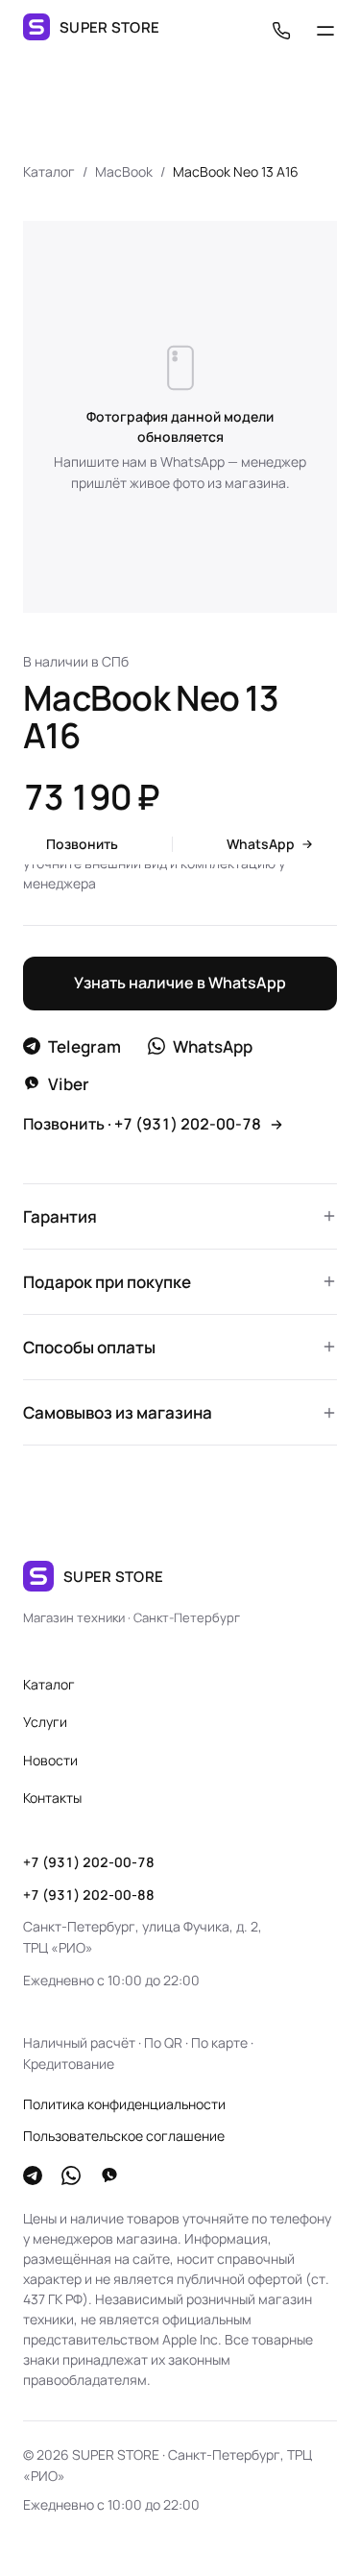 SUPER STORE
Каталог / MacBook / MacBook Neo 13 A16
Фотография данной модели
обновляется
Напишите нам в WhatsApp — менеджер
пришлёт живое фото из магазина.
В наличии в СПб
MacBook Neo 13
A16
73 190 ₽
Позвонить WhatsApp →
уточните внешний вид и комплектацию у
менеджера
Узнать наличие в WhatsApp
Telegram WhatsApp
Viber
Позвонить · +7 (931) 202-00-78 →
Гарантия +
Подарок при покупке +
Способы оплаты +
Самовывоз из магазина +
SUPER STORE
Магазин техники · Санкт-Петербург
Каталог
Услуги
Новости
Контакты
+7 (931) 202-00-78
+7 (931) 202-00-88
Санкт-Петербург, улица Фучика, д. 2,
ТРЦ «РИО»
Ежедневно с 10:00 до 22:00
Наличный расчёт · По QR · По карте ·
Кредитование
Политика конфиденциальности
Пользовательское соглашение
Цены и наличие товаров уточняйте по телефону
у менеджеров магазина. Информация,
размещённая на сайте, носит справочный
характер и не является публичной офертой (ст.
437 ГК РФ). Независимый розничный магазин
техники, не является официальным
представительством Apple Inc. Все товарные
знаки принадлежат их законным
правообладателям.
© 2026 SUPER STORE · Санкт-Петербург, ТРЦ
«РИО»
Ежедневно с 10:00 до 22:00